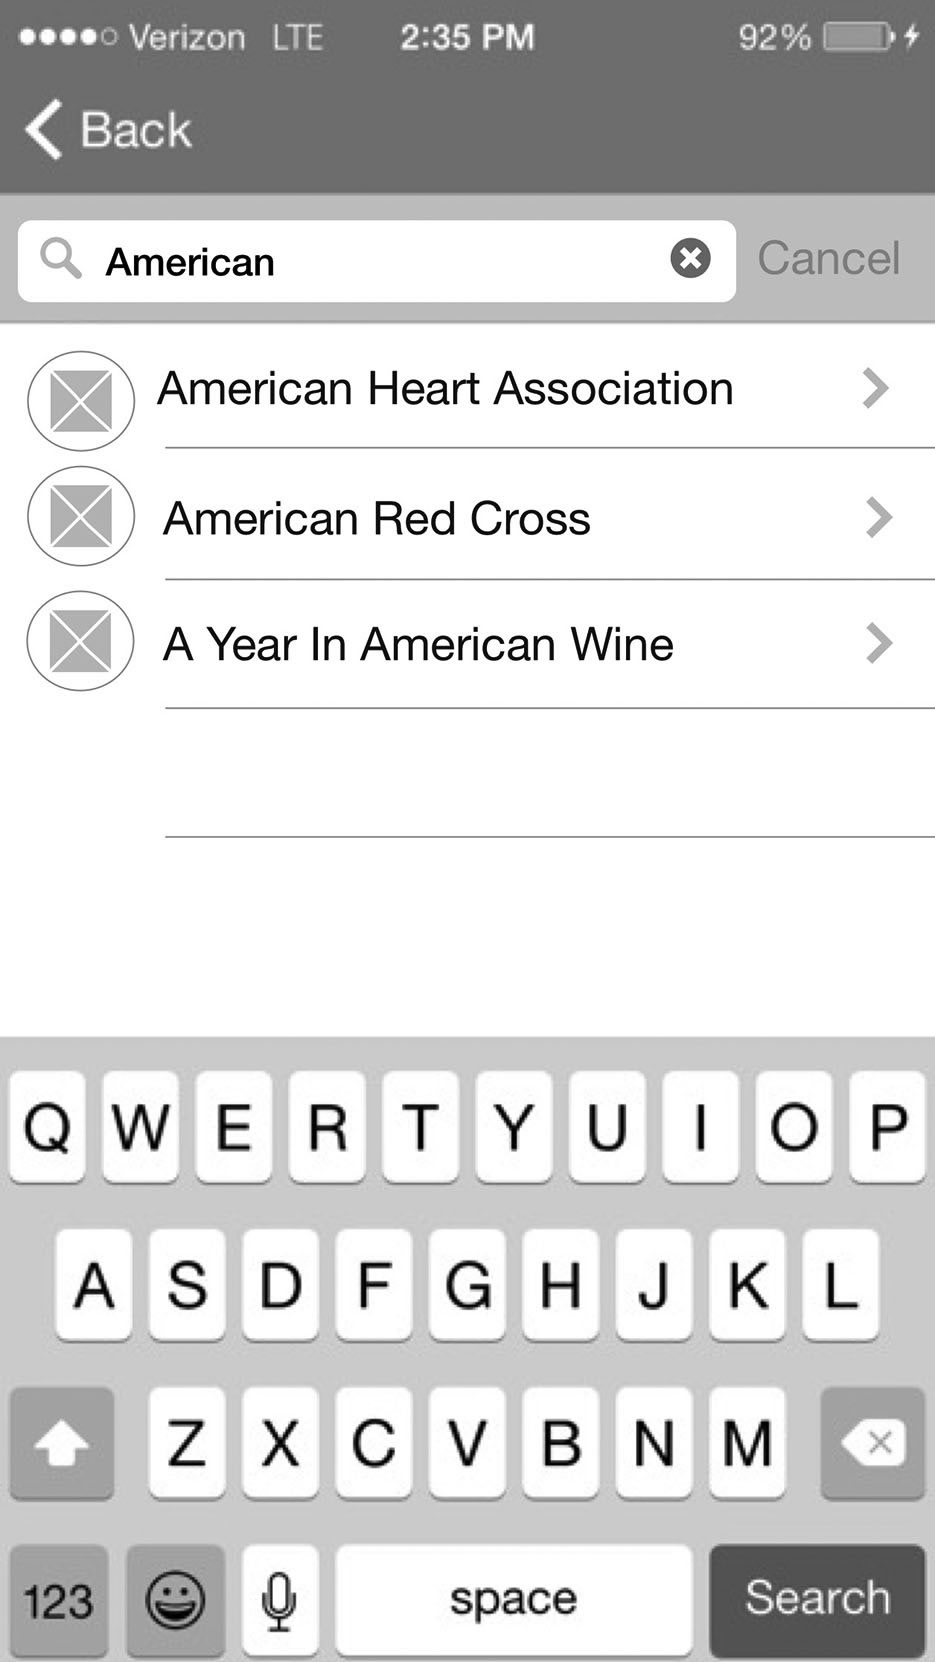 Verizon LTE 2:35 PM 92%
Back
American Cancel
American Heart Association
American Red Cross
A Year In American Wine
Q W E R T Y U I O P
A S D F G H J K L
Z X C V B N M
123 space Search